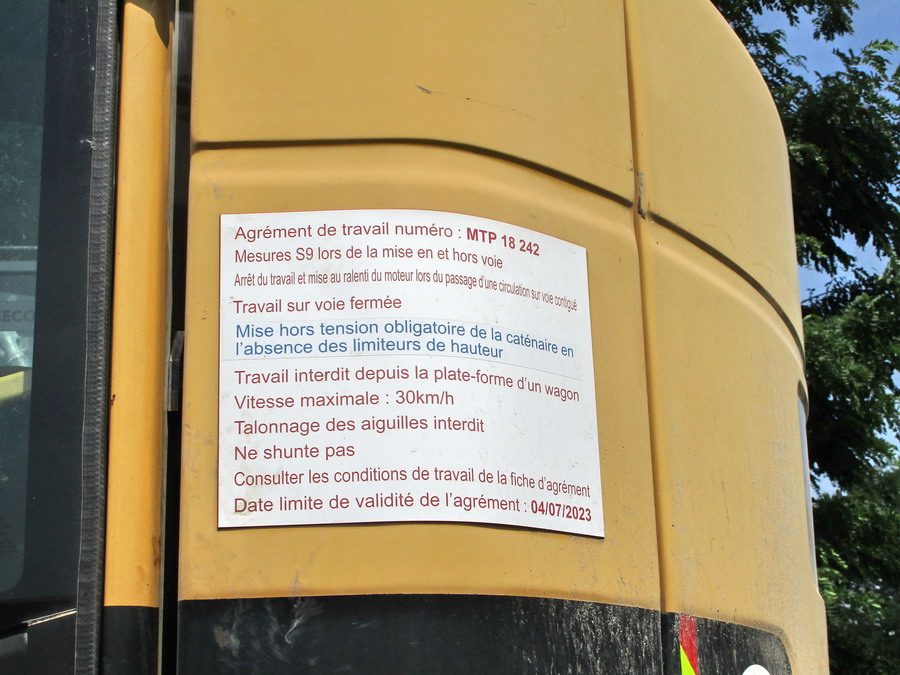 Agrément de travail numéro : MTP 18 242
Mesures S9 lors de la mise en et hors voie
Arrêt du travail et mise au ralenti du moteur lors du passage d'une circulation sur voie contiguë
Travail sur voie fermée
Mise hors tension obligatoire de la caténaire en
l'absence des limiteurs de hauteur
Travail interdit depuis la plate-forme d'un wagon
Vitesse maximale : 30km/h
Talonnage des aiguilles interdit
Ne shunte pas
Consulter les conditions de travail de la fiche d'agrément
Date limite de validité de l'agrément : 04/07/2023